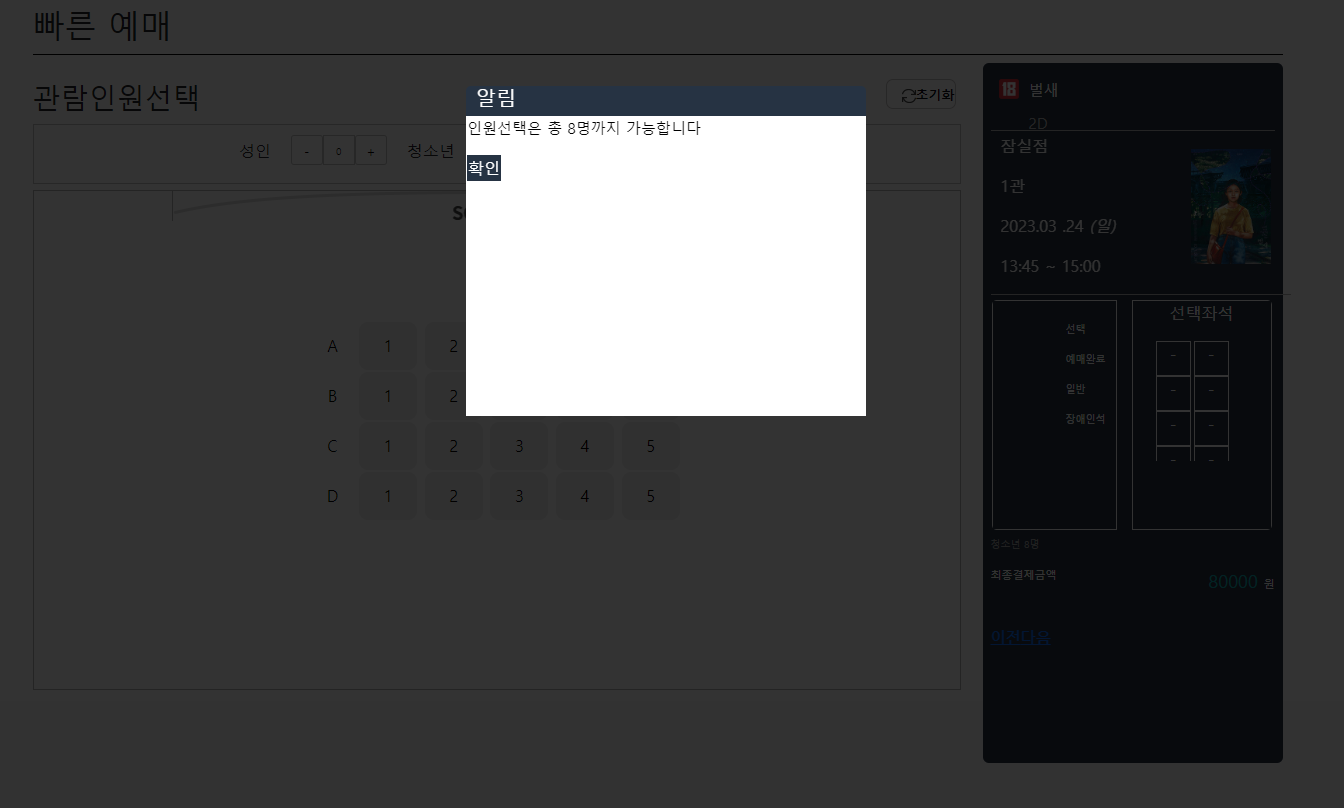 빠른 예매
관람인원선택
초기화
성인 - 0 + 청소년
알림
인원선택은 총 8명까지 가능합니다
확인
A 1 2
B 1 2
C 1 2 3 4 5
D 1 2 3 4 5
18 벌새
2D
잠실점
1관
2023.03 .24 (일)
13:45 ~ 15:00
선택
예매완료
일반
장애인석
선택좌석
- -
- -
- -
- -
청소년 8명
최종결제금액 80000 원
이전다음